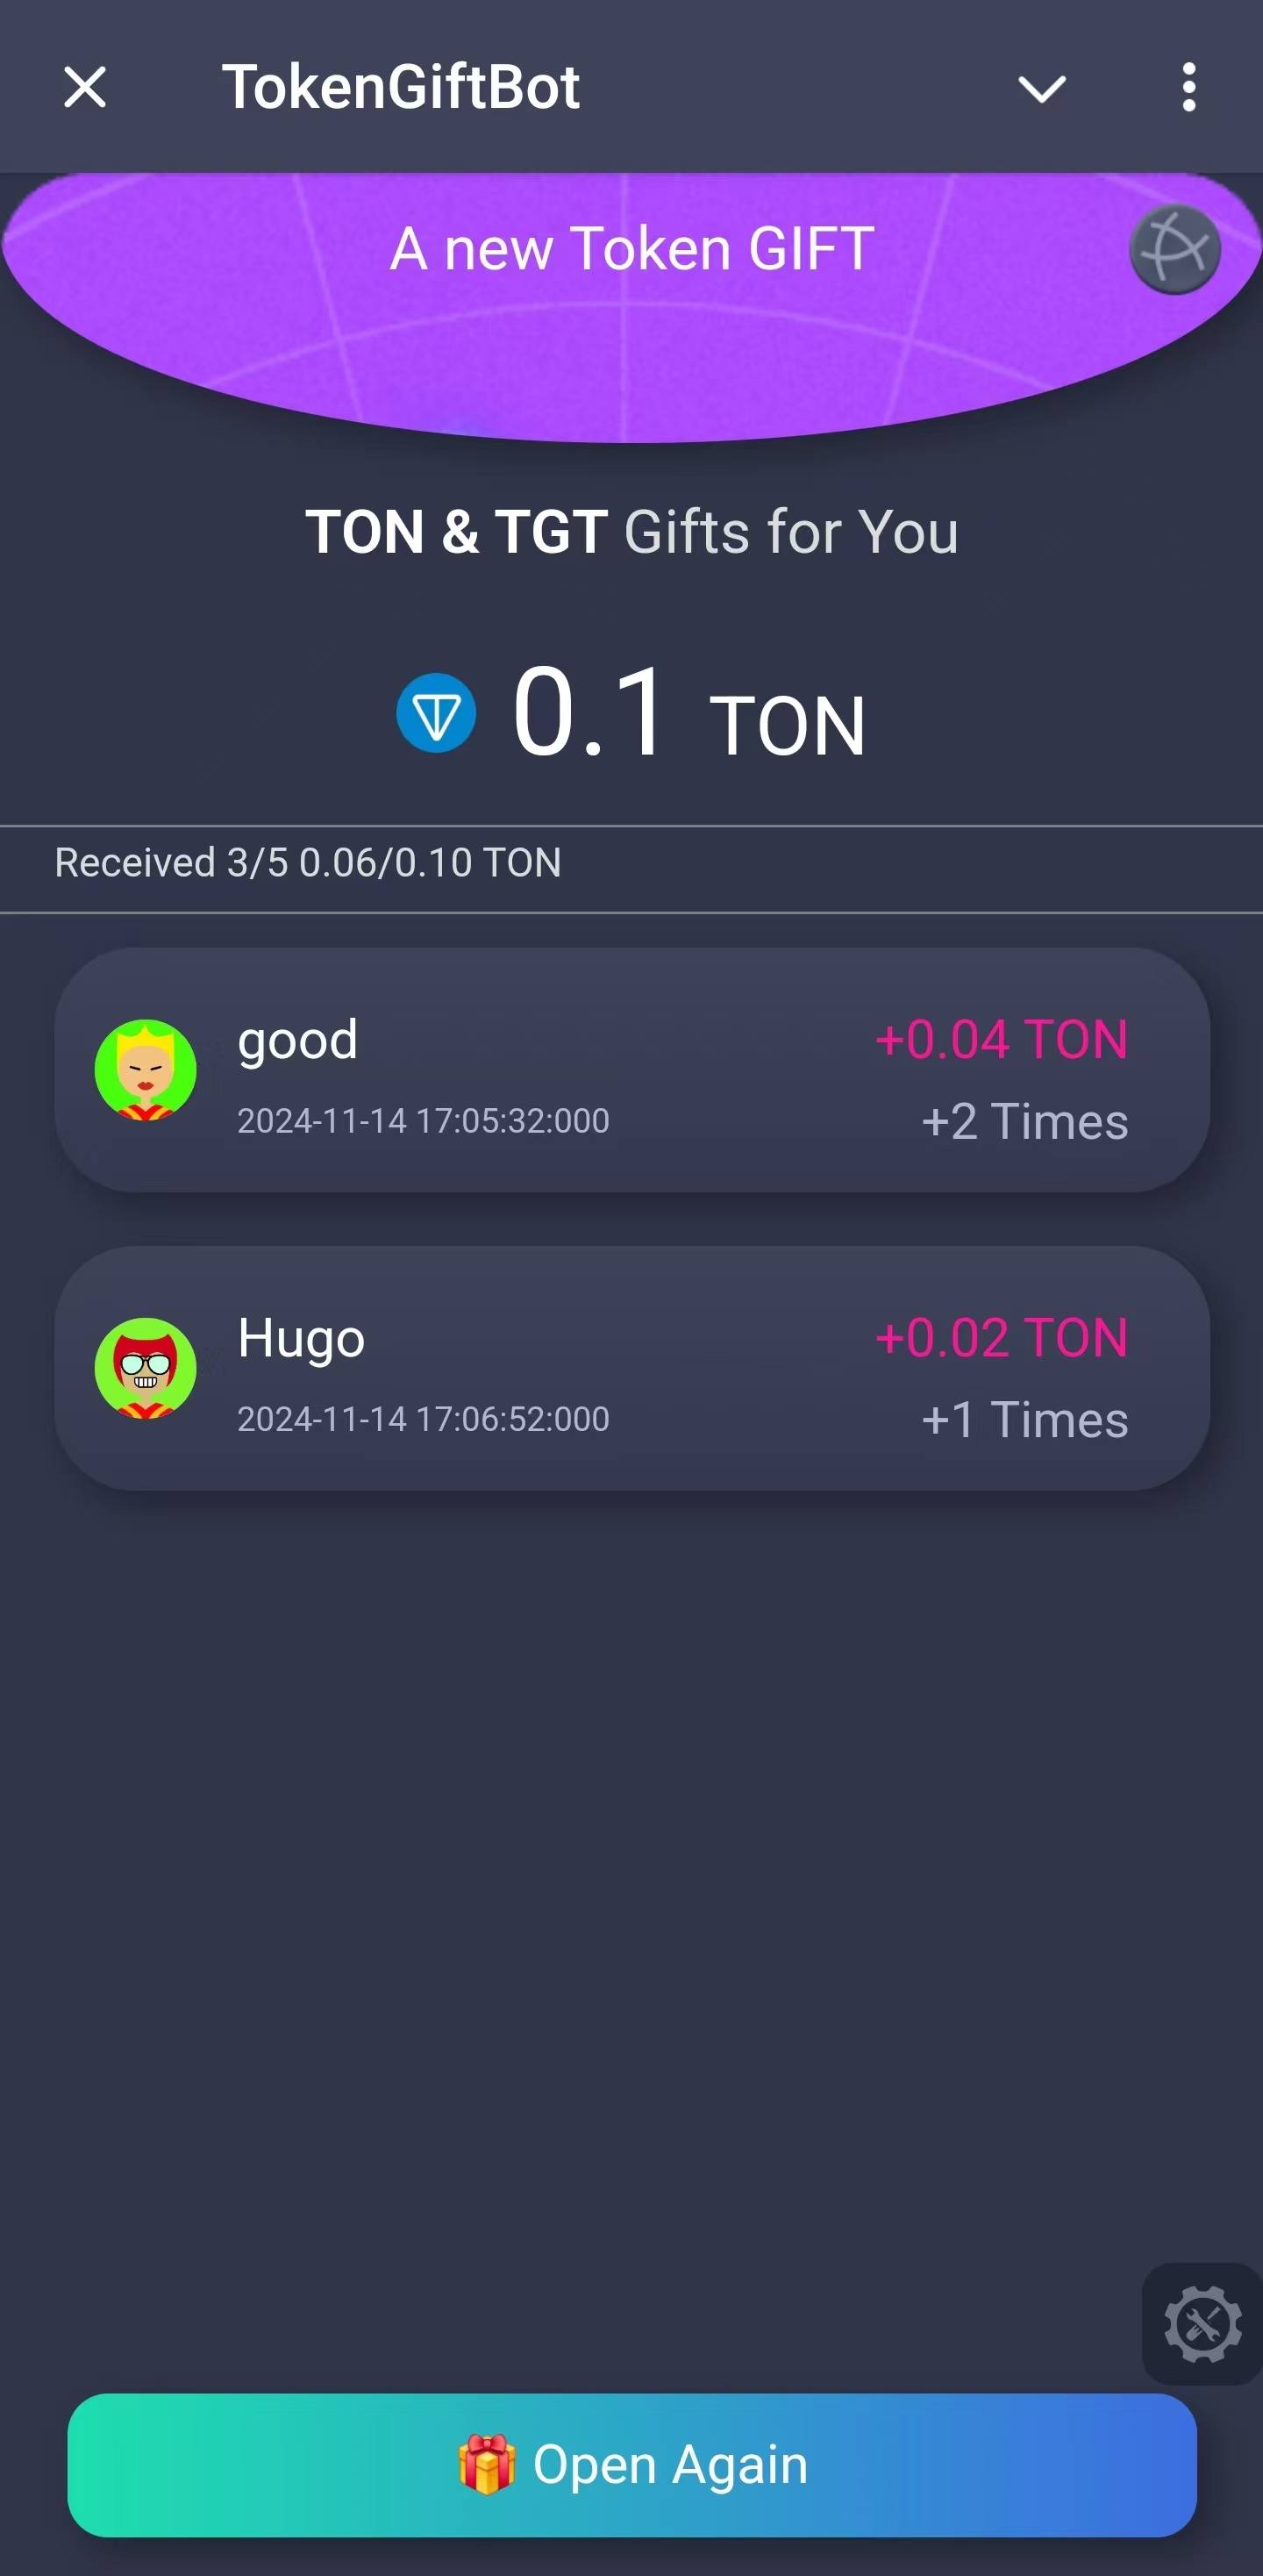 TokenGiftBot
A new Token GIFT
TON & TGT Gifts for You
0.1 TON
Received 3/5 0.06/0.10 TON
good
+0.04 TON
2024-11-14 17:05:32:000
+2 Times
Hugo
+0.02 TON
2024-11-14 17:06:52:000
+1 Times
Open Again